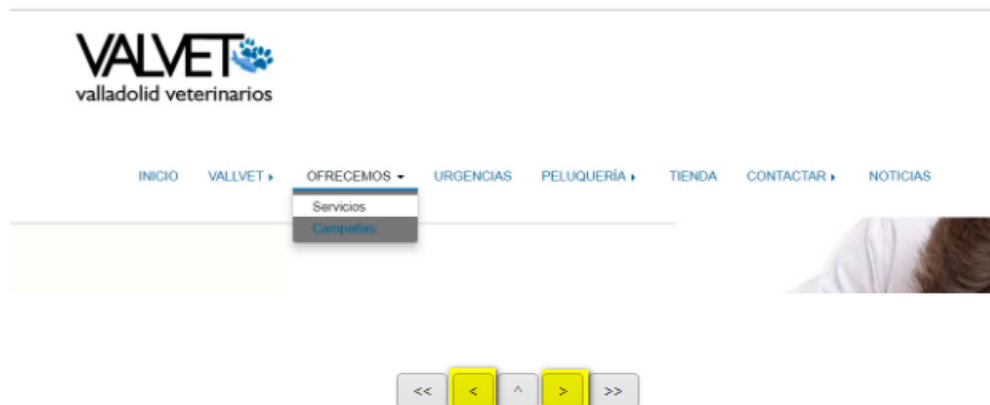 VALVET
valladolid veterinarios
INICIO VALLVET OFRECEMOS URGENCIAS PELUQUERÍA TIENDA CONTACTAR NOTICIAS
Servicios
Campañas
<< < ^ > >>